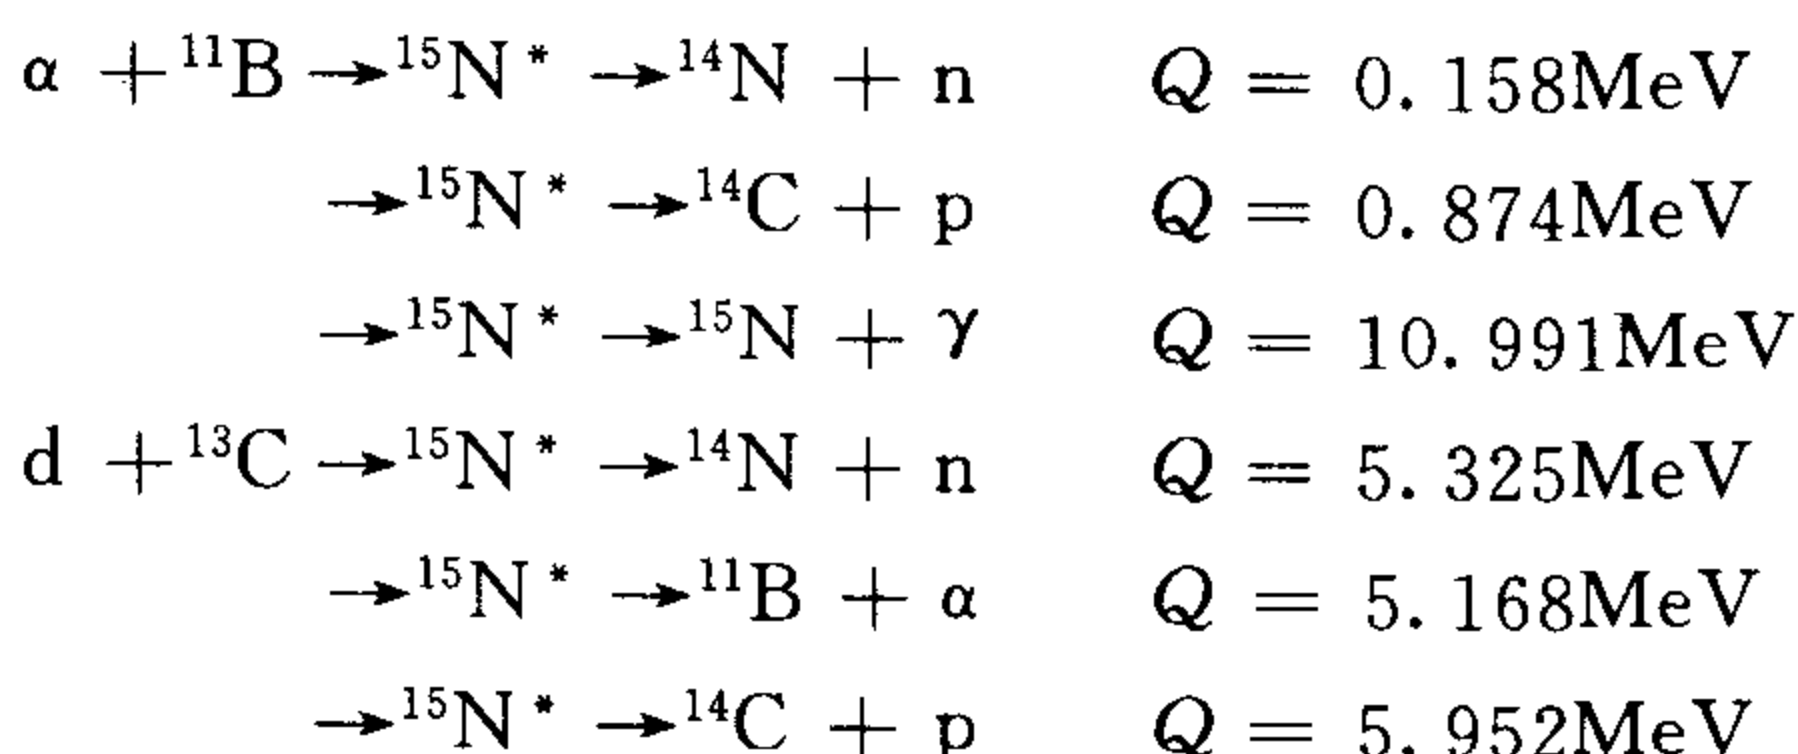 α + ¹¹B → ¹⁵N* → ¹⁴N + n Q = 0.158MeV
→ ¹⁵N* → ¹⁴C + p Q = 0.874MeV
→ ¹⁵N* → ¹⁵N + γ Q = 10.991MeV
d + ¹³C → ¹⁵N* → ¹⁴N + n Q = 5.325MeV
→ ¹⁵N* → ¹¹B + α Q = 5.168MeV
→ ¹⁵N* → ¹⁴C + p Q = 5.952MeV